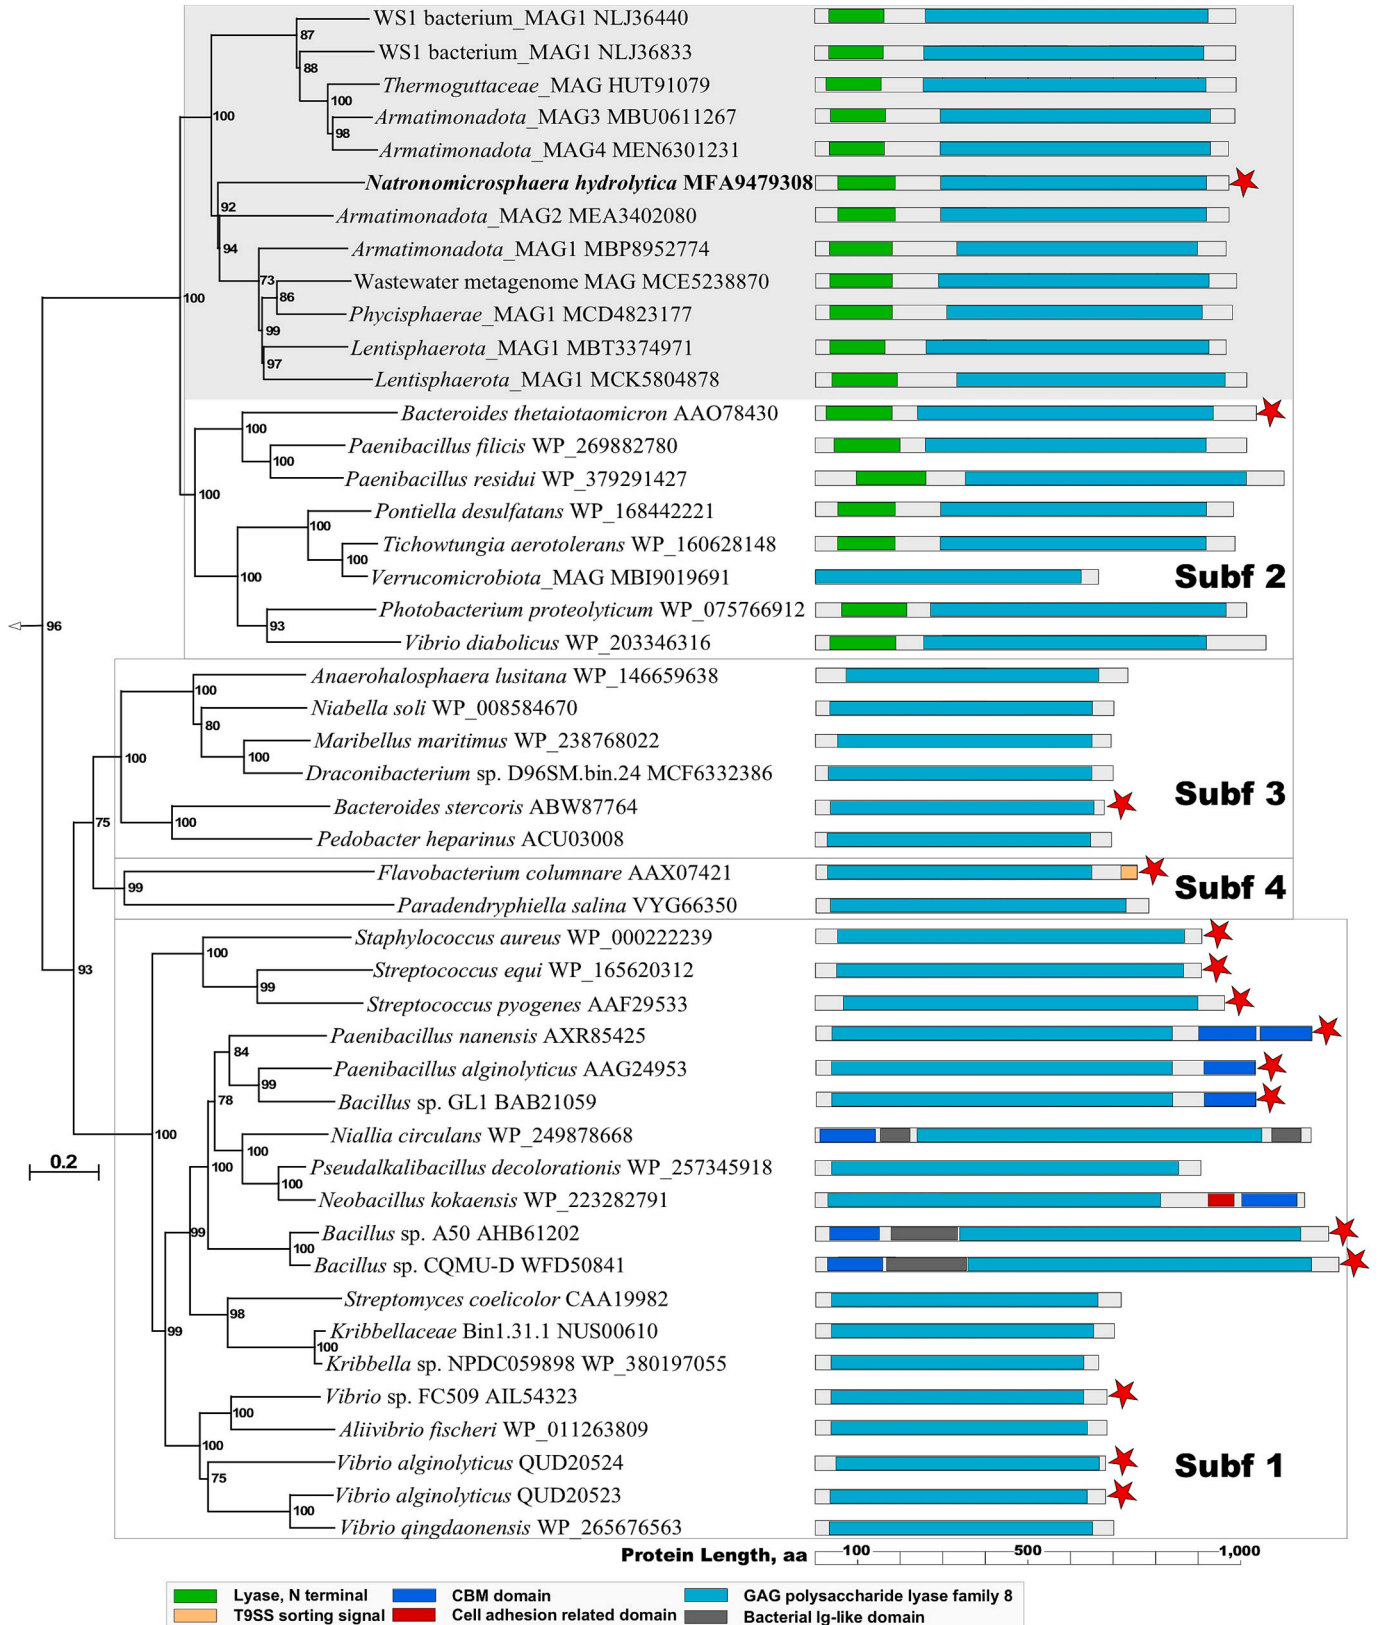 WS1 bacterium_MAG1 NLJ36440
87
WS1 bacterium_MAG1 NLJ36833
88
Thermoguttaceae_MAG HUT91079
100
Armatimonadota_MAG3 MBU0611267
100
98
Armatimonadota_MAG4 MEN6301231
Natronomicrosphaera hydrolytica MFA9479308
92
Armatimonadota_MAG2 MEA3402080
94
Armatimonadota_MAG1 MBP8952774
73
Wastewater metagenome MAG MCE5238870
100
86
Phycisphaerae_MAG1 MCD4823177
99
Lentisphaerota_MAG1 MBT3374971
97
Lentisphaerota_MAG1 MCK5804878
Bacteroides thetaiotaomicron AAO78430
100
Paenibacillus filicis WP_269882780
100
Paenibacillus residui WP_379291427
100
Pontiella desulfatans WP_168442221
100
Tichowtungia aerotolerans WP_160628148
100
Verrucomicrobiota_MAG MBI9019691
100
Subf 2
Photobacterium proteolyticum WP_075766912
96
93
Vibrio diabolicus WP_203346316
Anaerohalosphaera lusitana WP_146659638
100
Niabella soli WP_008584670
80
Maribellus maritimus WP_238768022
100
100
Draconibacterium sp. D96SM.bin.24 MCF6332386
Subf 3
Bacteroides stercoris ABW87764
75
100
Pedobacter heparinus ACU03008
Flavobacterium columnare AAX07421
99
Subf 4
Paradendryphiella salina VYG66350
Staphylococcus aureus WP_000222239
100
93
Streptococcus equi WP_165620312
99
Streptococcus pyogenes AAF29533
Paenibacillus nanensis AXR85425
84
Paenibacillus alginolyticus AAG24953
99
78
Bacillus sp. GL1 BAB21059
100
Niallia circulans WP_249878668
100
0.2
100
Pseudalkalibacillus decolorationis WP_257345918
100
Neobacillus kokaensis WP_223282791
99
Bacillus sp. A50 AHB61202
100
Bacillus sp. CQMU-D WFD50841
Streptomyces coelicolor CAA19982
98
99
Kribbellaceae Bin1.31.1 NUS00610
100
Kribbella sp. NPDC059898 WP_380197055
Vibrio sp. FC509 AIL54323
100
Aliivibrio fischeri WP_011263809
100
Vibrio alginolyticus QUD20524
75
Subf 1
Vibrio alginolyticus QUD20523
100
Vibrio qingdaonensis WP_265676563
Protein Length, aa 100 500 1,000
Lyase, N terminal CBM domain GAG polysaccharide lyase family 8
T9SS sorting signal Cell adhesion related domain Bacterial Ig-like domain